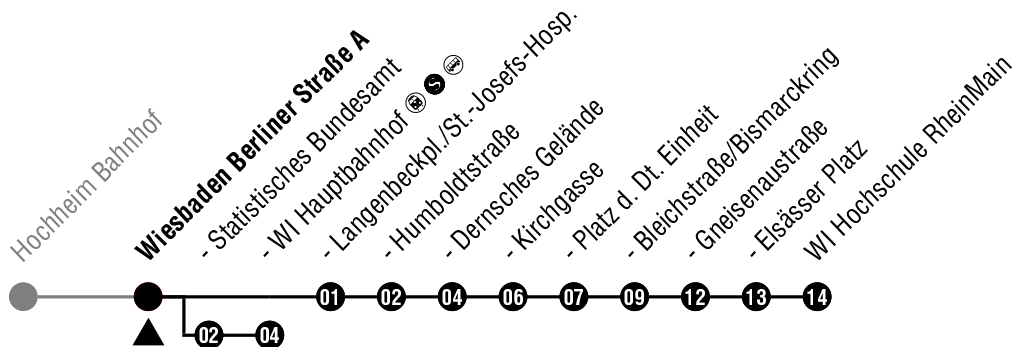 Hochheim Bahnhof
Wiesbaden Berliner Straße A
- Statistisches Bundesamt
- WI Hauptbahnhof S
- Langenbeckpl./St.-Josefs-Hosp.
- Humboldtstraße
- Dernsches Gelände
- Kirchgasse
- Platz d. Dt. Einheit
- Bleichstraße/Bismarckring
- Gneisenaustraße
- Elsässer Platz
WI Hochschule RheinMain
01 02 04 06 07 09 12 13 14
02 04